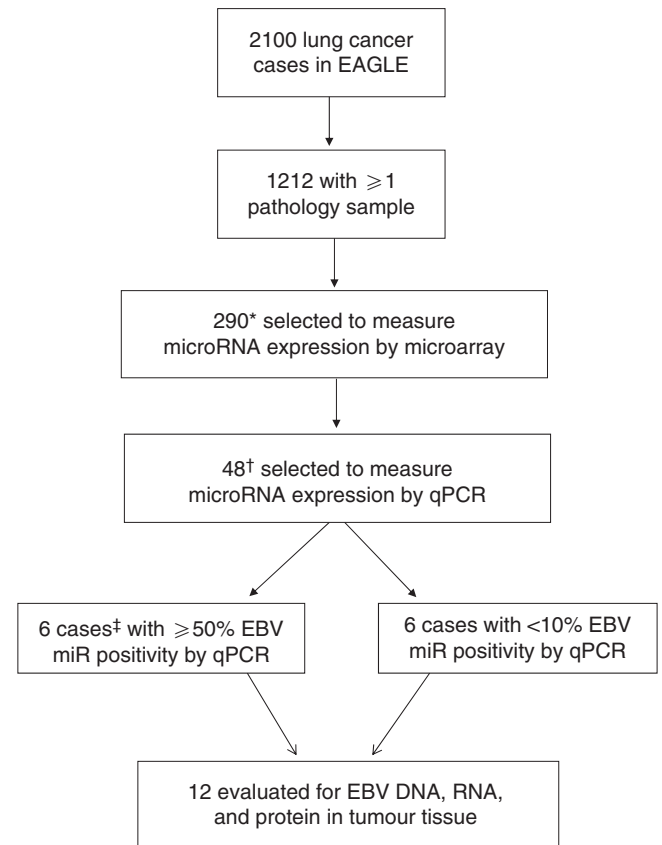 2100 lung cancer
cases in EAGLE
1212 with ⩾1
pathology sample
290* selected to measure
microRNA expression by microarray
48† selected to measure
microRNA expression by qPCR
6 cases‡ with ⩾50% EBV
miR positivity by qPCR
6 cases with <10% EBV
miR positivity by qPCR
12 evaluated for EBV DNA, RNA,
and protein in tumour tissue